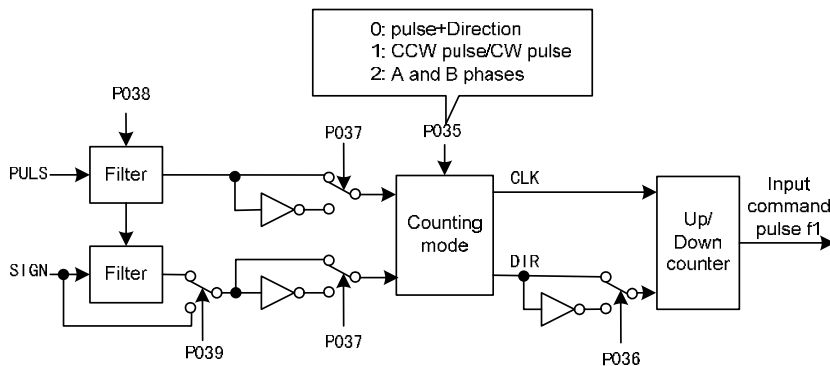 0: pulse+Direction
1: CCW pulse/CW pulse
2: A and B phases
P038
P037
P035
PULS
Filter
CLK
Input
command
pulse f1
Counting
mode
Up/
Down
counter
SIGN
Filter
DIR
P039
P037
P036